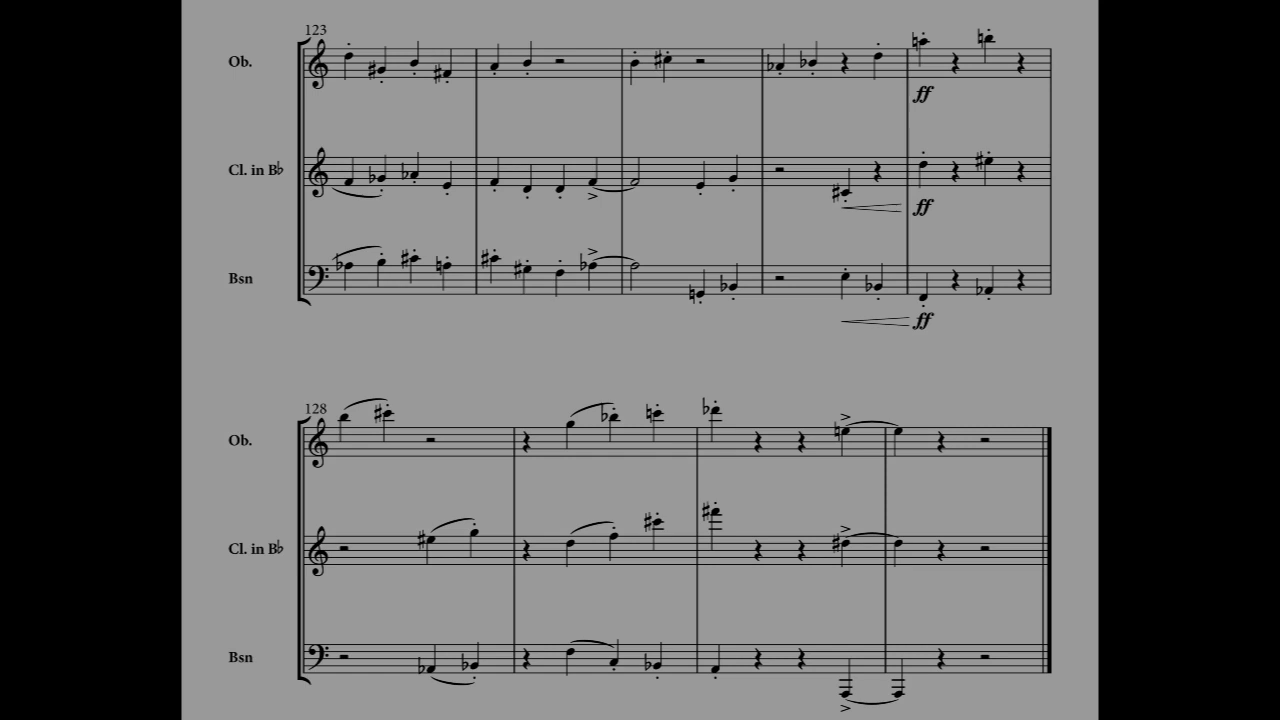 123
Ob.
Cl. in B♭
ff
ff
Bsn
ff
128
Ob.
Cl. in B♭
Bsn